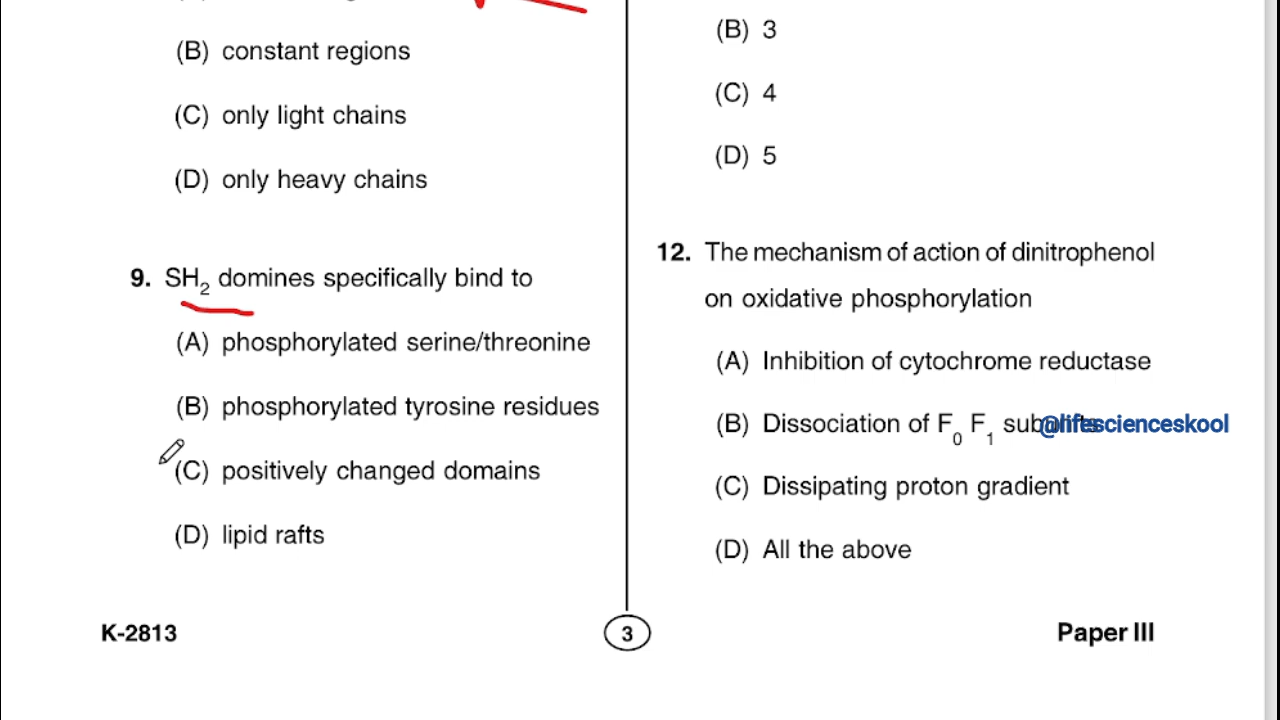 (B) constant regions
(C) only light chains
(D) only heavy chains
9. SH2 domines specifically bind to
(A) phosphorylated serine/threonine
(B) phosphorylated tyrosine residues
(C) positively changed domains
(D) lipid rafts
(B) 3
(C) 4
(D) 5
12. The mechanism of action of dinitrophenol
on oxidative phosphorylation
(A) Inhibition of cytochrome reductase
(B) Dissociation of F0 F1
@lifescienceskool
(C) Dissipating proton gradient
(D) All the above
K-2813
3
Paper III